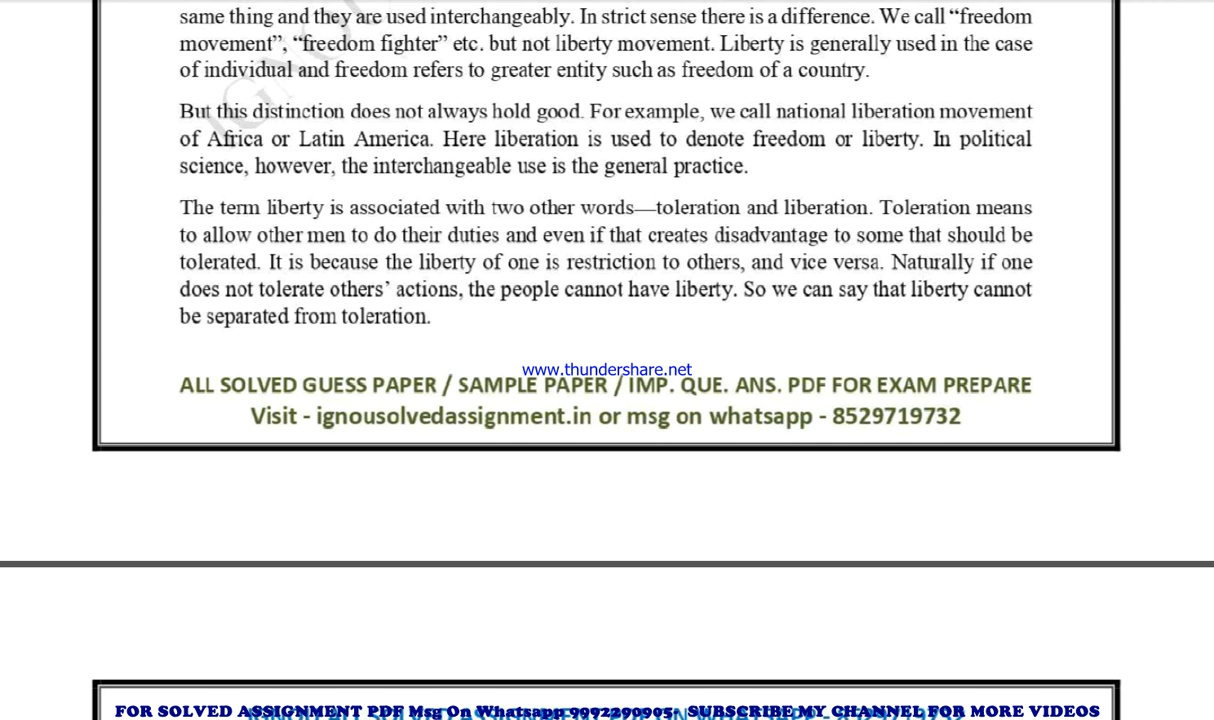 same thing and they are used interchangeably. In strict sense there is a difference. We call “freedom
movement”, “freedom fighter” etc. but not liberty movement. Liberty is generally used in the case
of individual and freedom refers to greater entity such as freedom of a country.
But this distinction does not always hold good. For example, we call national liberation movement
of Africa or Latin America. Here liberation is used to denote freedom or liberty. In political
science, however, the interchangeable use is the general practice.
The term liberty is associated with two other words—toleration and liberation. Toleration means
to allow other men to do their duties and even if that creates disadvantage to some that should be
tolerated. It is because the liberty of one is restriction to others, and vice versa. Naturally if one
does not tolerate others’ actions, the people cannot have liberty. So we can say that liberty cannot
be separated from toleration.
www.thundershare.net
ALL SOLVED GUESS PAPER / SAMPLE PAPER / IMP. QUE. ANS. PDF FOR EXAM PREPARE
Visit - ignousolvedassignment.in or msg on whatsapp - 8529719732
FOR SOLVED ASSIGNMENT PDF Msg On Whatsapp 9992290905, SUBSCRIBE MY CHANNEL FOR MORE VIDEOS